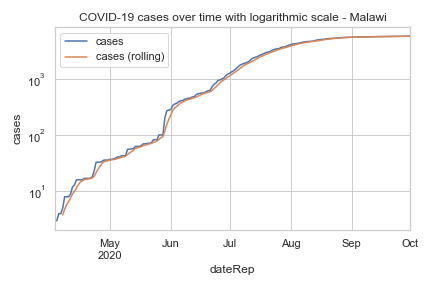 COVID-19 cases over time with logarithmic scale - Malawi
cases
cases (rolling)
10³
10²
10¹
cases
May
2020
Jun
Jul
Aug
Sep
Oct
dateRep